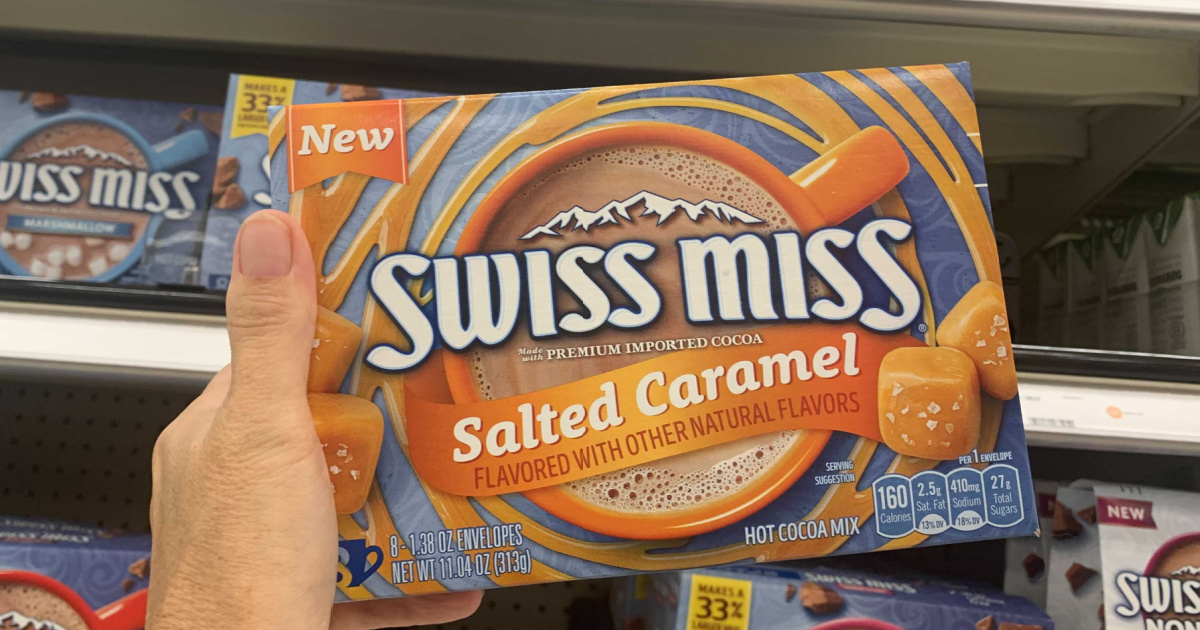 MAKES A
33%
LARGER
New
WISS MISS
MARSHMALLOW
SWISS MISS®
Made with PREMIUM IMPORTED COCOA
Salted Caramel
FLAVORED WITH OTHER NATURAL FLAVORS
SERVING
SUGGESTION
PER 1 ENVELOPE
160
Calories
2.5g
Sat. Fat
13% DV
410mg
Sodium
18% DV
27g
Total
Sugars
8 - 1.38 OZ ENVELOPES
NET WT 11.04 OZ (313g)
8
HOT COCOA MIX
NEW
SWISS
NON
MAKES A
33%
LARGER
SWISS MISS